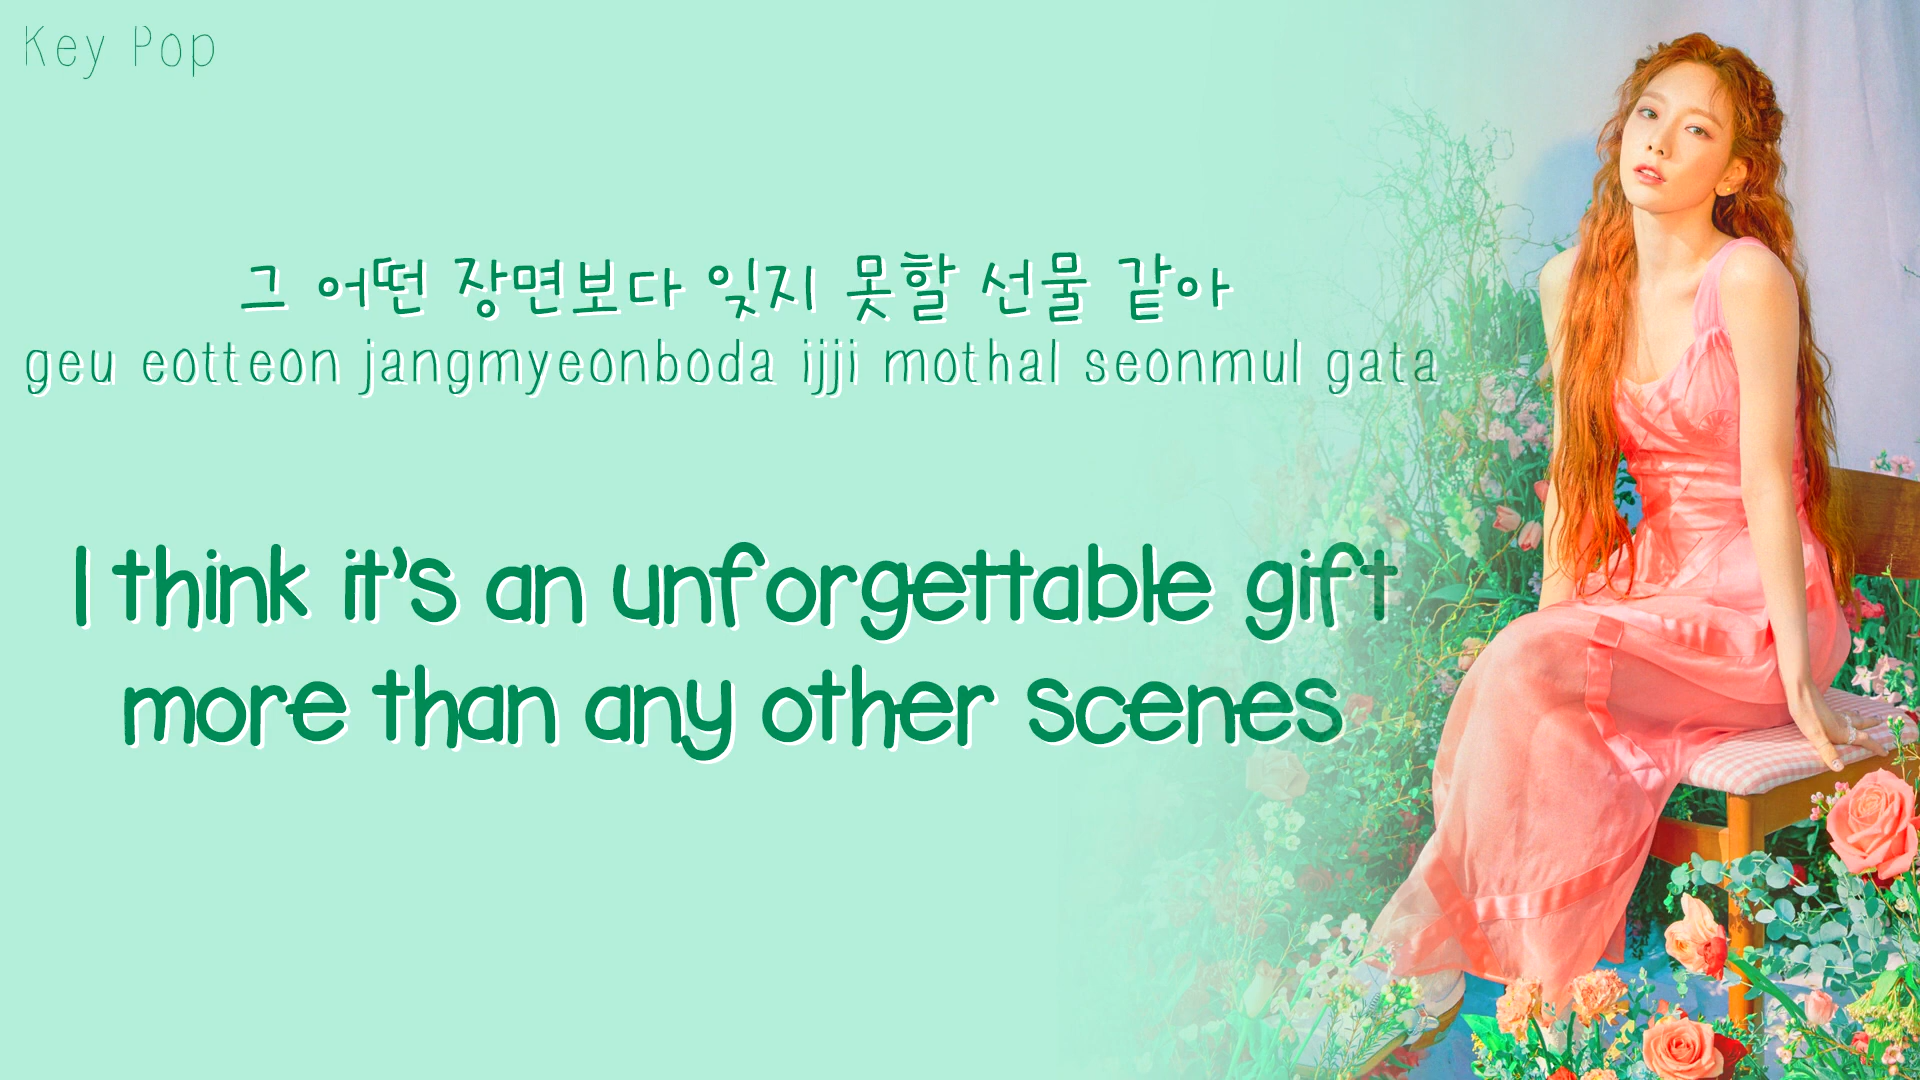 Key Pop
그 어떤 장면보다 잊지 못할 선물 같아
geu eotteon jangmyeonboda ijji mothal seonmul gata
I think it's an unforgettable gift
more than any other scenes